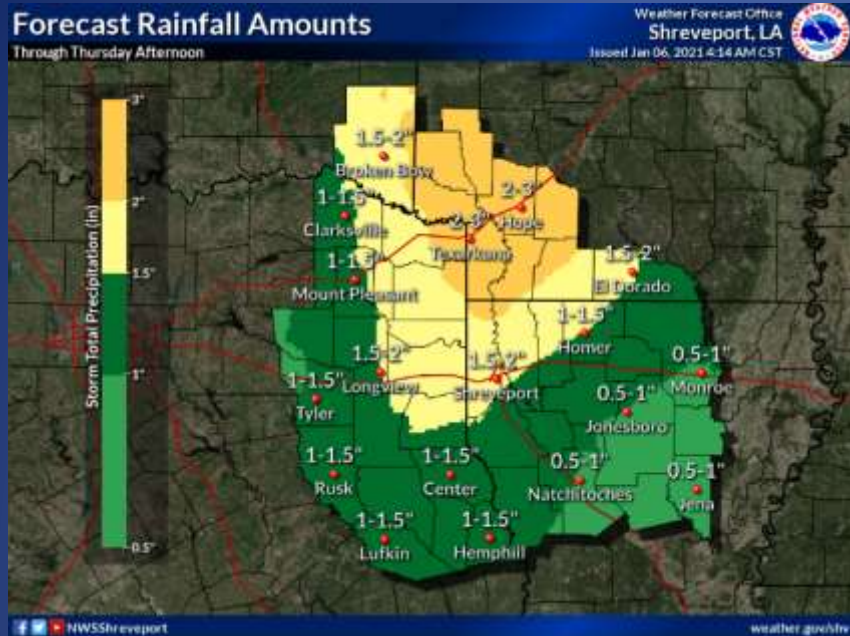 Forecast Rainfall Amounts
Through Thursday Afternoon
Weather Forecast Office
Shreveport, LA
Issued Jan 06, 2021 4:14 AM CST
Storm Total Precipitation (in)
3"
2"
1.5"
1"
0.5"
1.5-2"
Broken Bow
2-3"
Hope
1-1.5"
Clarksville
2-3"
Texarkana
1-1.5"
Mount Pleasant
1.5-2"
El Dorado
1-1.5"
Homer
1.5-2"
Longview
1.5-2"
Shreveport
0.5-1"
Monroe
1-1.5"
Tyler
0.5-1"
Jonesboro
1-1.5"
Rusk
1-1.5"
Center
0.5-1"
Natchitoches
0.5-1"
Jena
1-1.5"
Lufkin
1-1.5"
Hemphill
NWSShreveport
weather.gov/shv